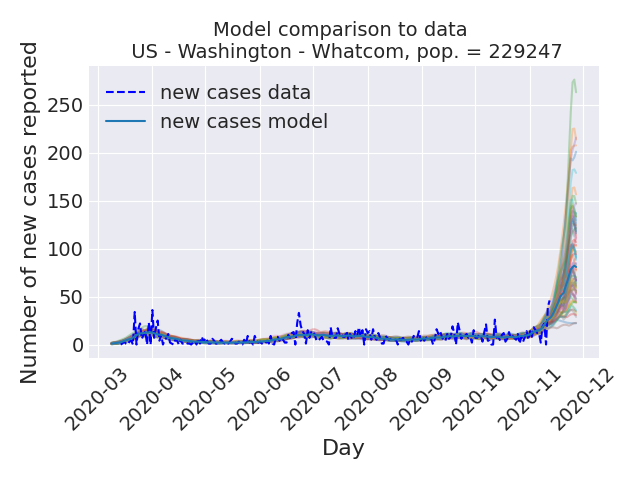 Model comparison to data
US - Washington - Whatcom, pop. = 229247
Number of new cases reported
new cases data
new cases model
250
200
150
100
50
0
2020-03
2020-04
2020-05
2020-06
2020-07
2020-08
2020-09
2020-10
2020-11
2020-12
Day